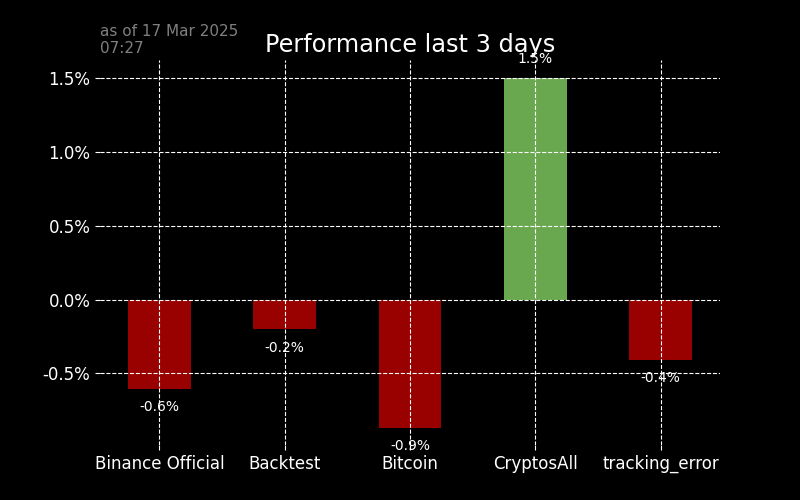 as of 17 Mar 2025
07:27
Performance last 3 days
1.5%
1.5%
1.0%
0.5%
0.0%
-0.5%
-0.6%
-0.2%
-0.9%
-0.4%
Binance Official
Backtest
Bitcoin
CryptosAll
tracking_error